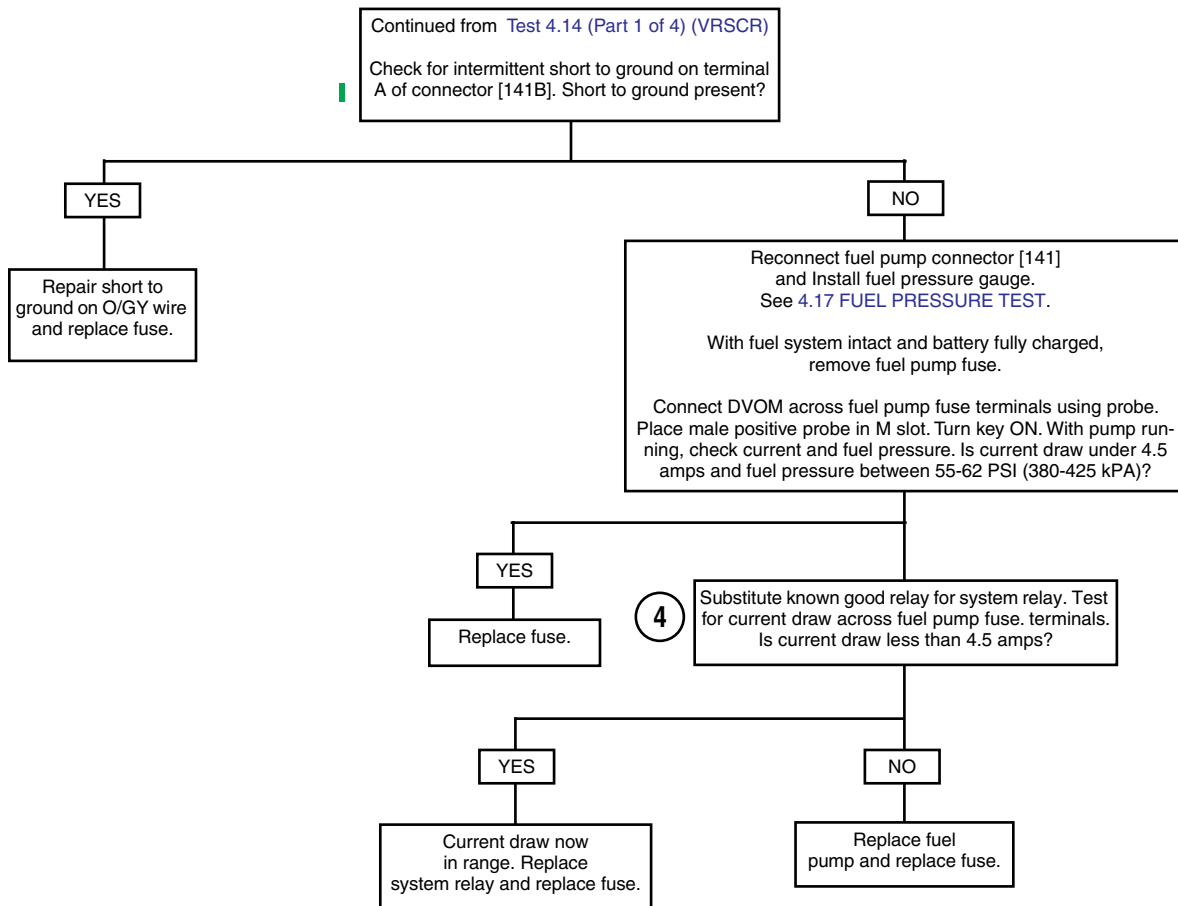 Continued from Test 4.14 (Part 1 of 4) (VRSCR)
Check for intermittent short to ground on terminal
A of connector [141B]. Short to ground present?
YES
NO
Repair short to
ground on O/GY wire
and replace fuse.
Reconnect fuel pump connector [141]
and Install fuel pressure gauge.
See 4.17 FUEL PRESSURE TEST.
With fuel system intact and battery fully charged,
remove fuel pump fuse.
Connect DVOM across fuel pump fuse terminals using probe.
Place male positive probe in M slot. Turn key ON. With pump run-
ning, check current and fuel pressure. Is current draw under 4.5
amps and fuel pressure between 55-62 PSI (380-425 kPA)?
YES
Replace fuse.
4
Substitute known good relay for system relay. Test
for current draw across fuel pump fuse. terminals.
Is current draw less than 4.5 amps?
YES
NO
Current draw now
in range. Replace
system relay and replace fuse.
Replace fuel
pump and replace fuse.